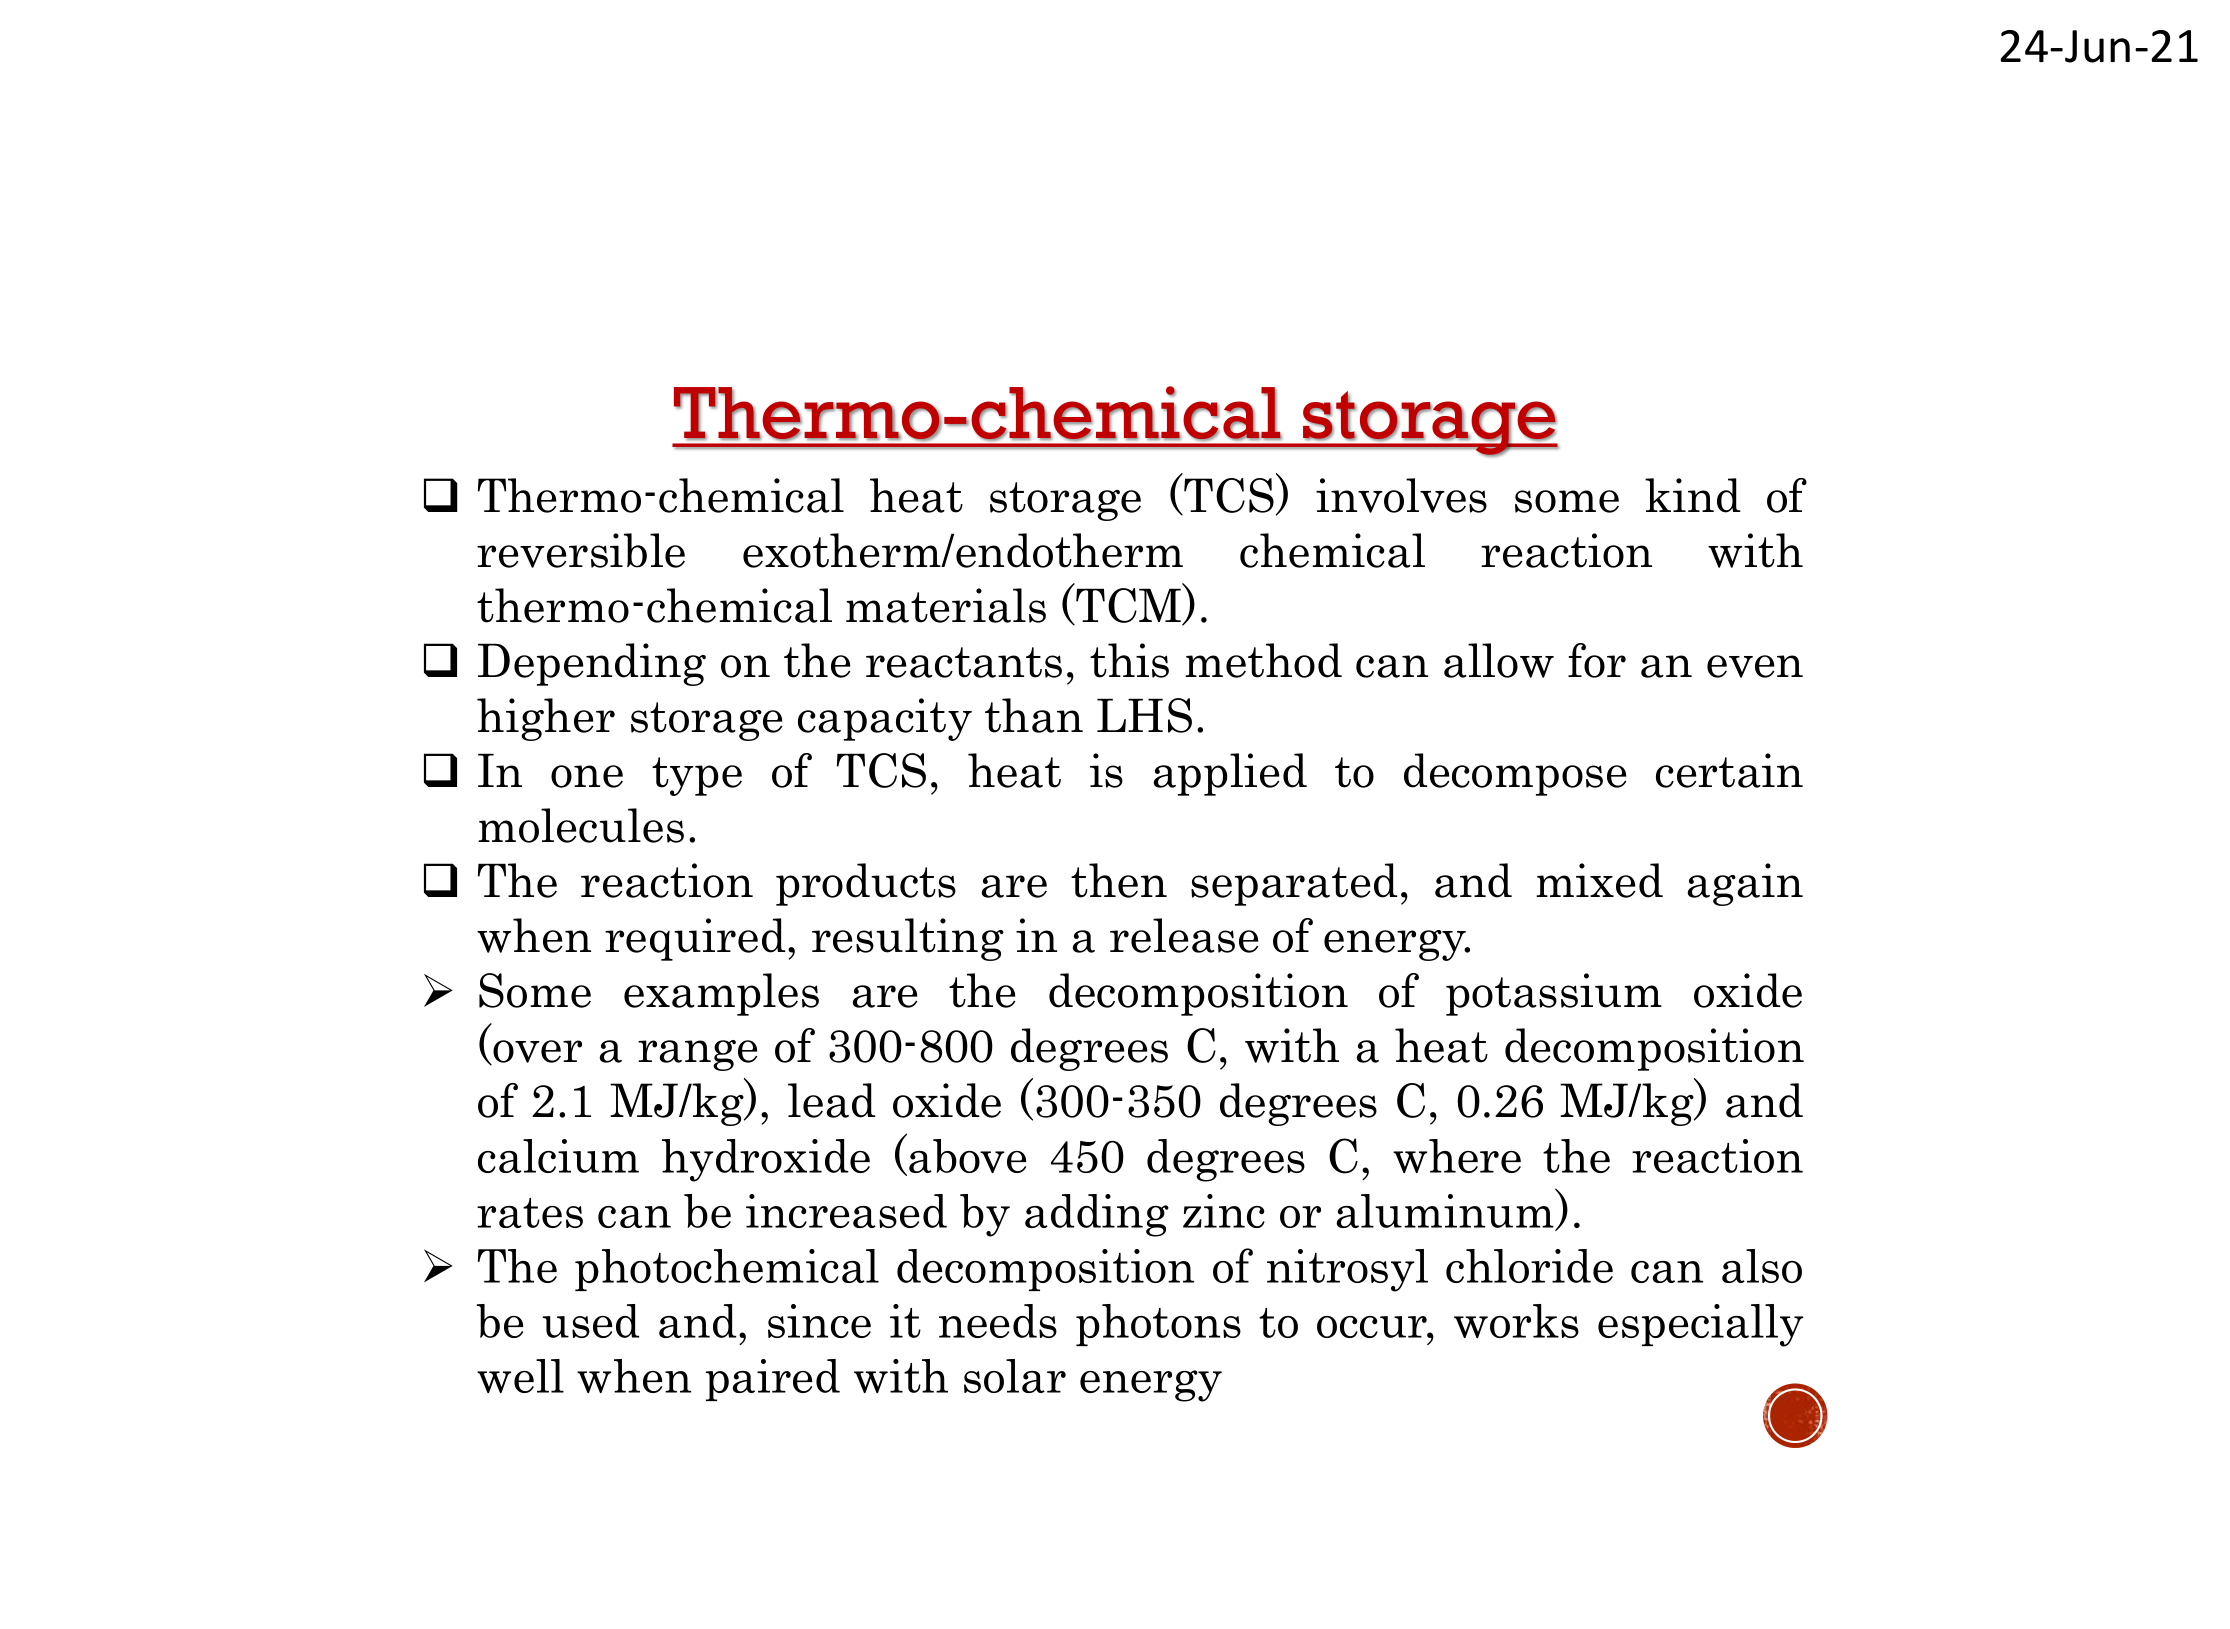 24-Jun-21
Thermo-chemical storage
❑ Thermo-chemical heat storage (TCS) involves some kind of
reversible exotherm/endotherm chemical reaction with
thermo-chemical materials (TCM).
❑ Depending on the reactants, this method can allow for an even
higher storage capacity than LHS.
❑ In one type of TCS, heat is applied to decompose certain
molecules.
❑ The reaction products are then separated, and mixed again
when required, resulting in a release of energy.
➢ Some examples are the decomposition of potassium oxide
(over a range of 300-800 degrees C, with a heat decomposition
of 2.1 MJ/kg), lead oxide (300-350 degrees C, 0.26 MJ/kg) and
calcium hydroxide (above 450 degrees C, where the reaction
rates can be increased by adding zinc or aluminum).
➢ The photochemical decomposition of nitrosyl chloride can also
be used and, since it needs photons to occur, works especially
well when paired with solar energy